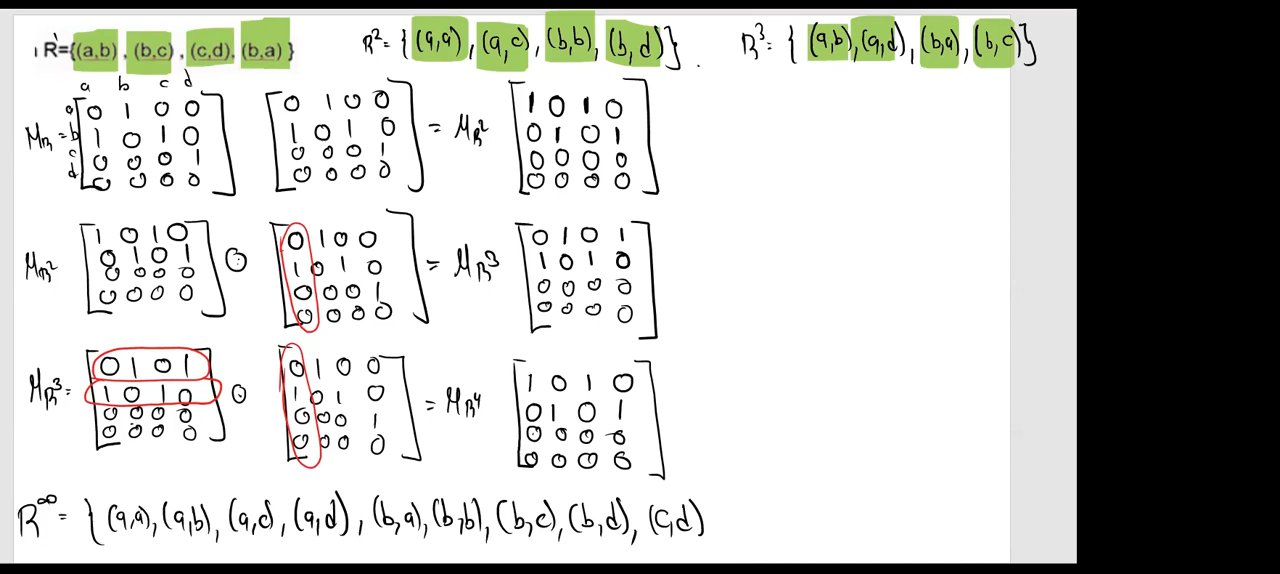 R={(a,b) , (b,c) , (c,d), (b,a) } R² = { (a,a), (a,c), (b,b), (b,d) } . R³ = { (a,b), (a,d), (b,a), (b,c) }
a b c d
M_R = a [ 0 1 0 0 [ 0 1 0 0 [ 1 0 1 0
b 1 0 1 0 1 0 1 0 = M_R² 0 1 0 1
c 0 0 0 1 0 0 0 1 0 0 0 0
d 0 0 0 0 ] 0 0 0 0 ] 0 0 0 0 ]
M_R² [ 1 0 1 0 [ 0 1 0 0 [ 0 1 0 1
0 1 0 1 ⊙ 1 0 1 0 = M_R³ 1 0 1 0
0 0 0 0 0 0 0 1 0 0 0 0
0 0 0 0 ] 0 0 0 0 ] 0 0 0 0 ]
M_R³ = [ 0 1 0 1 [ 0 1 0 0 [ 1 0 1 0
1 0 1 0 ⊙ 1 0 1 0 = M_R⁴ 0 1 0 1
0 0 0 0 0 0 0 1 0 0 0 0
0 0 0 0 ] 0 0 0 0 ] 0 0 0 0 ]
R^∞ = { (a,a), (a,b), (a,c), (a,d), (b,a), (b,b), (b,c), (b,d), (c,d)